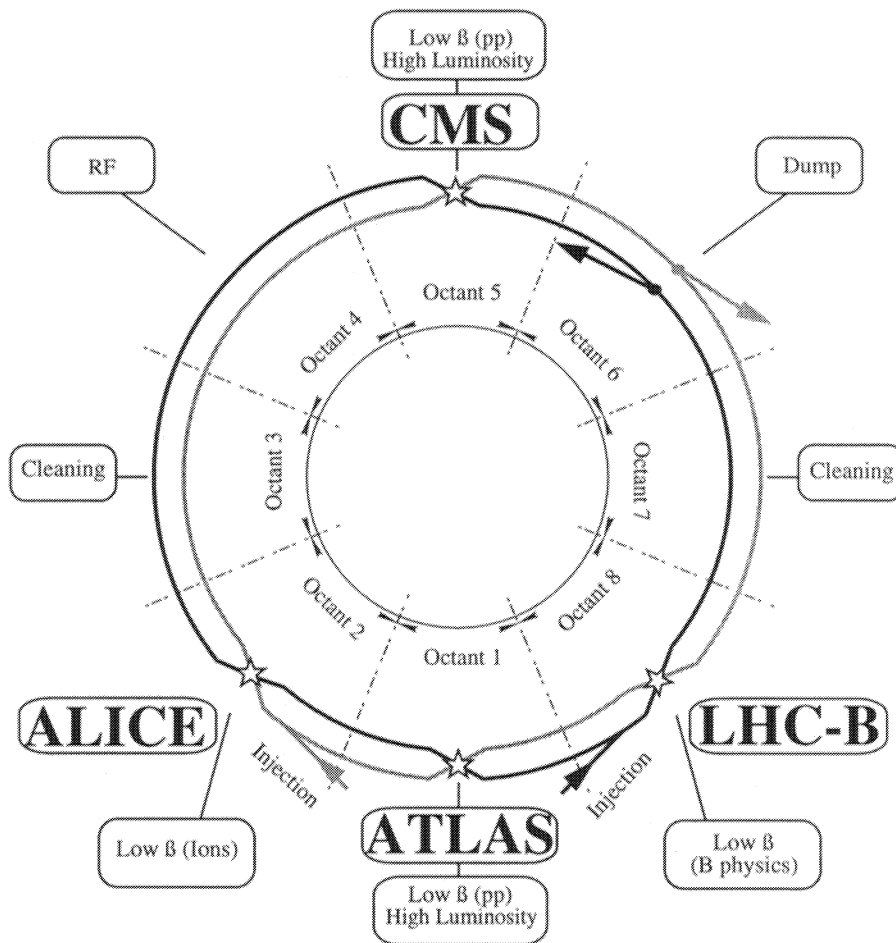 Low ß (pp)
High Luminosity
CMS
RF
Dump
Octant 5
Octant 4
Octant 6
Cleaning
Octant 3
Octant 7
Cleaning
Octant 2
Octant 8
Octant 1
ALICE
LHC-B
Injection
Injection
ATLAS
Low ß (Ions)
Low ß
(B physics)
Low ß (pp)
High Luminosity